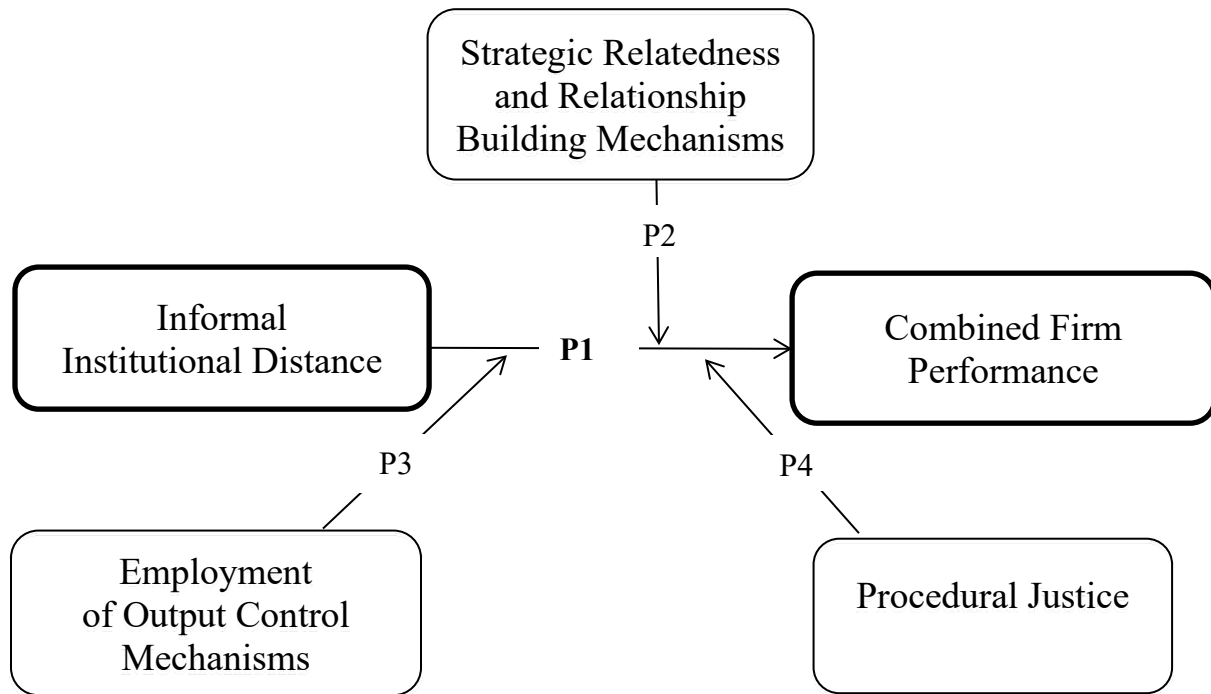 Strategic Relatedness
and Relationship
Building Mechanisms
P2
Informal
Institutional Distance
P1
Combined Firm
Performance
P3
P4
Employment
of Output Control
Mechanisms
Procedural Justice